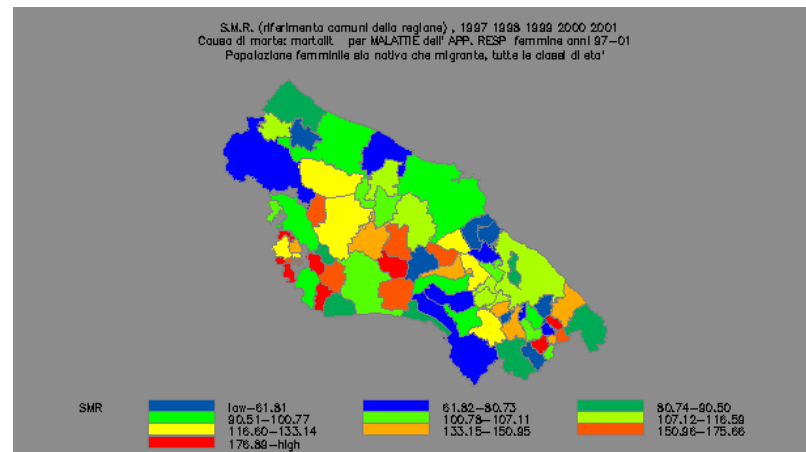 S.M.R. (riferimento comuni della regione) , 1997 1998 1999 2000 2001
Causa di morte: mortalit per MALATTIE dell' APP. RESP femmine anni 97-01
Popolazione femminile sia nativa che migrante, tutte le classi di eta'
SMR low-61.81 61.82-80.73 80.74-90.50
90.51-100.77 100.78-107.11 107.12-116.59
116.60-133.14 133.15-150.95 150.96-175.66
176.89-high